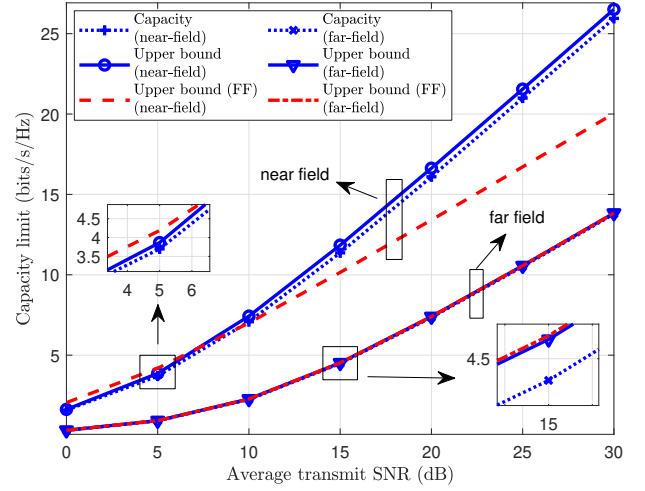 Capacity
(near-field)
Upper bound
(near-field)
Upper bound (FF)
(near-field)
Capacity
(far-field)
Upper bound
(far-field)
Upper bound (FF)
(far-field)
near field
far field
4.5
4
3.5
4
5
6
4.5
15
25
20
15
10
5
0
5
10
15
20
25
30
Average transmit SNR (dB)
Capacity limit (bits/s/Hz)